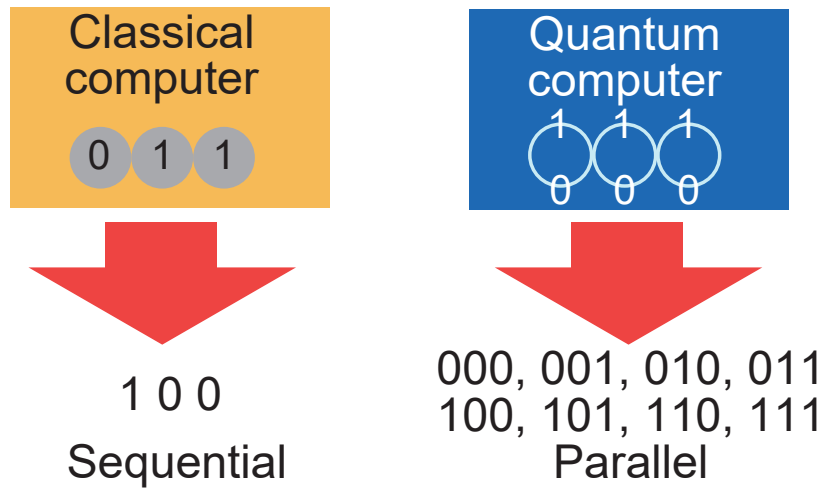 Classical
computer
0 1 1
1 0 0
Sequential
Quantum
computer
1 1 1
0 0 0
000, 001, 010, 011
100, 101, 110, 111
Parallel